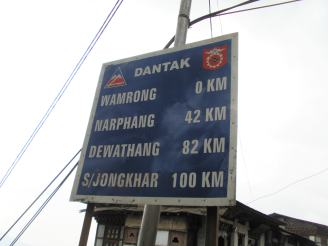 DANTAK
WAMRONG 0 KM
NARPHANG 42 KM
DEWATHANG 82 KM
S/JONGKHAR 100 KM